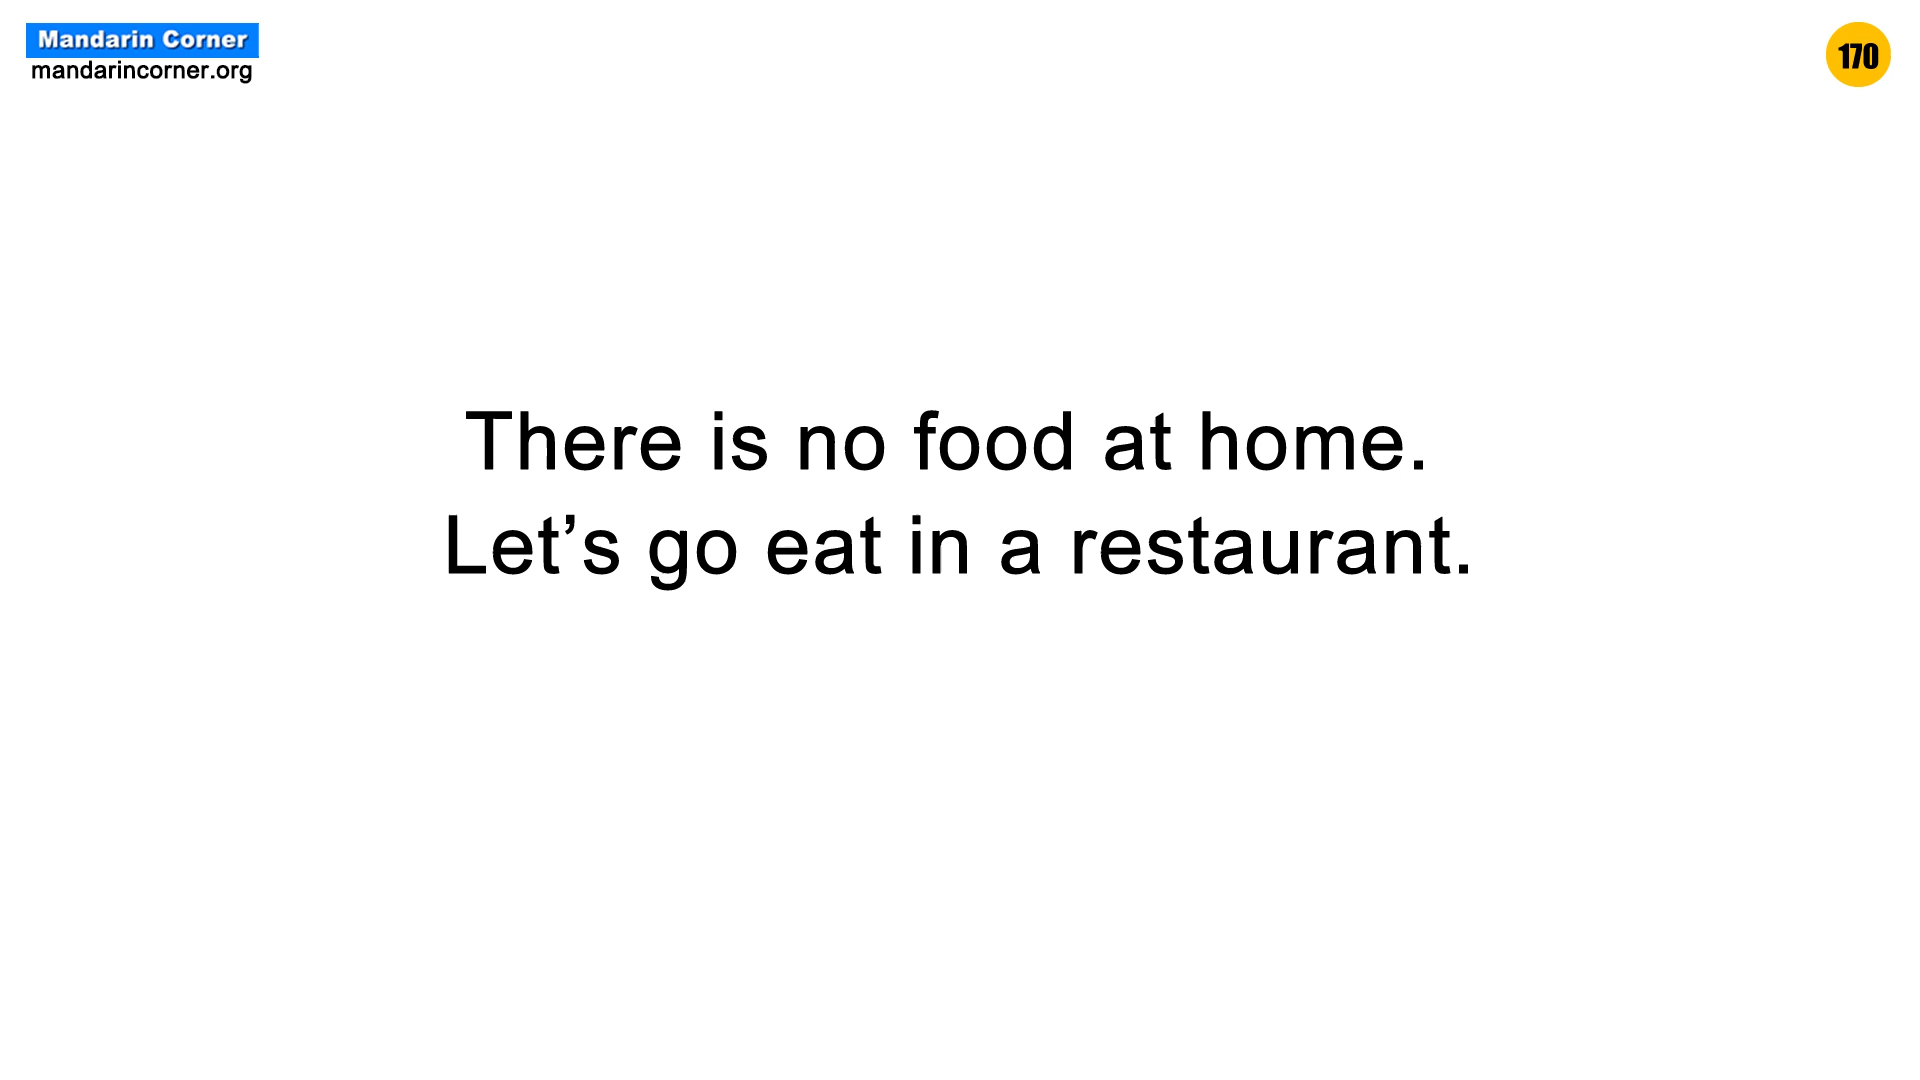 Mandarin Corner
mandarincorner.org
170
There is no food at home.
Let’s go eat in a restaurant.